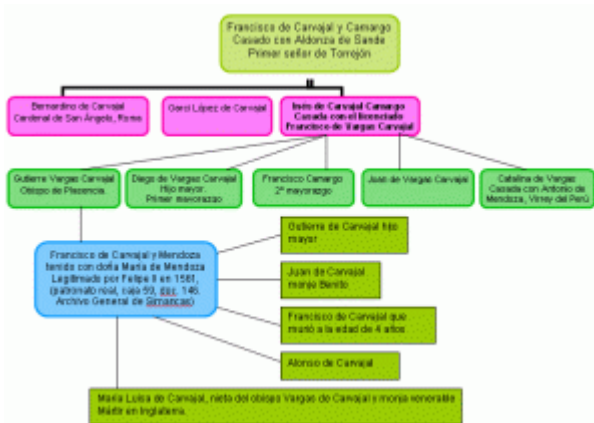 Francisco de Carvajal y Camargo
Casado con Aldonza de Sande
Primer señor de Torrejón
Bernardino de Carvajal
Cardenal de San Ángelo, Roma
Garci López de Carvajal
Inés de Carvajal Camargo
Casada con el licenciado
Francisco de Vargas Carvajal
Gutierre Vargas Carvajal
Obispo de Plasencia.
Diego de Vargas Carvajal
Hijo mayor.
Primer mayorazgo
Francisco Camargo
2º mayorazgo
Juan de Vargas Carvajal
Catalina de Vargas
Casada con Antonio de
Mendoza, Virrey del Perú
Gutierre de Carvajal hijo
mayor
Francisco de Carvajal y Mendoza
tenido con doña María de Mendoza
Legitimado por Felipe II en 1561,
(patronato real, caja 59, doc. 146.
Archivo General de Simancas)
Juan de Carvajal
monje Benito
Francisco de Carvajal que
murió a la edad de 4 años
Alonso de Carvajal
María Luisa de Carvajal, nieta del obispo Vargas de Carvajal y monja venerable
Mártir en Inglaterra.